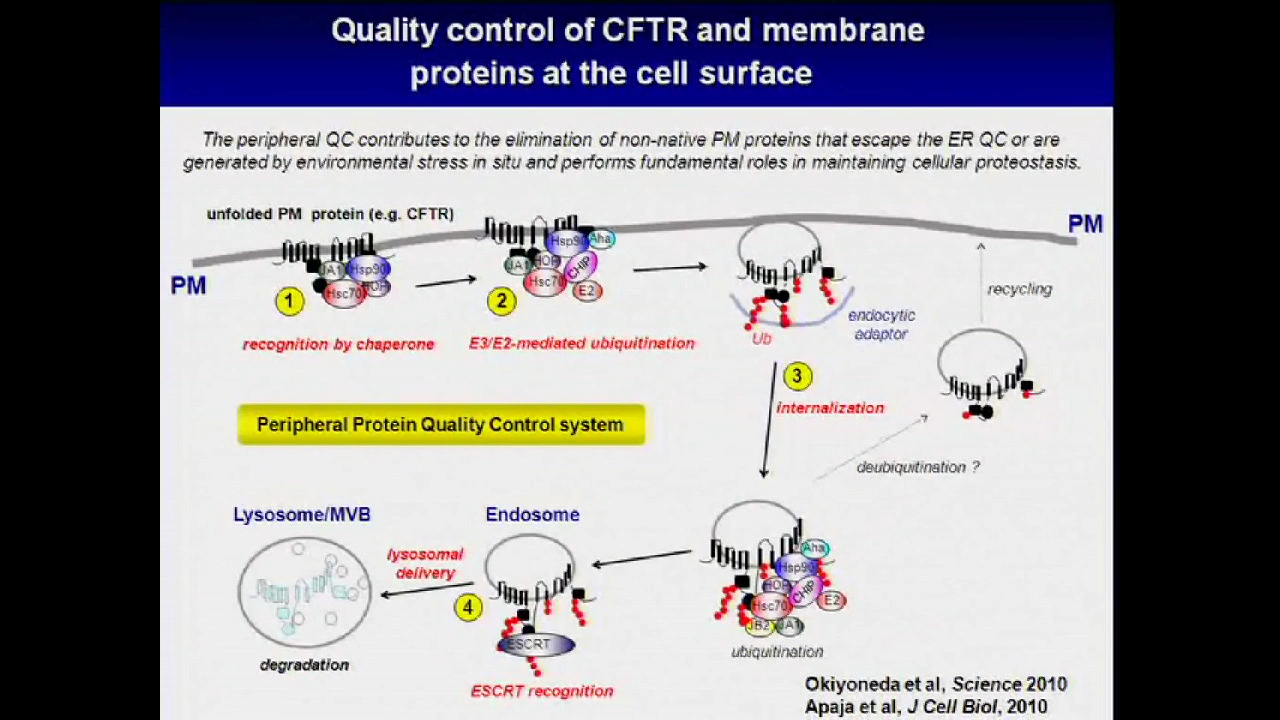 Quality control of CFTR and membrane
proteins at the cell surface
The peripheral QC contributes to the elimination of non-native PM proteins that escape the ER QC or are
generated by environmental stress in situ and performs fundamental roles in maintaining cellular proteostasis.
unfolded PM protein (e.g. CFTR)
PM
PM
JA1
Hsp90
Hsc70
HOP
1
recognition by chaperone
Hsp90
Aha
JA1
HOP
CHIP
Hsc70
E2
2
E3/E2-mediated ubiquitination
Ub
endocytic
adaptor
recycling
3
internalization
deubiquitination ?
Peripheral Protein Quality Control system
Lysosome/MVB
Endosome
lysosomal
delivery
4
degradation
ESCRT
ESCRT recognition
Aha
Hsp90
HOP
CHIP
Hsc70
E2
JB2
JA1
ubiquitination
Okiyoneda et al, Science 2010
Apaja et al, J Cell Biol, 2010